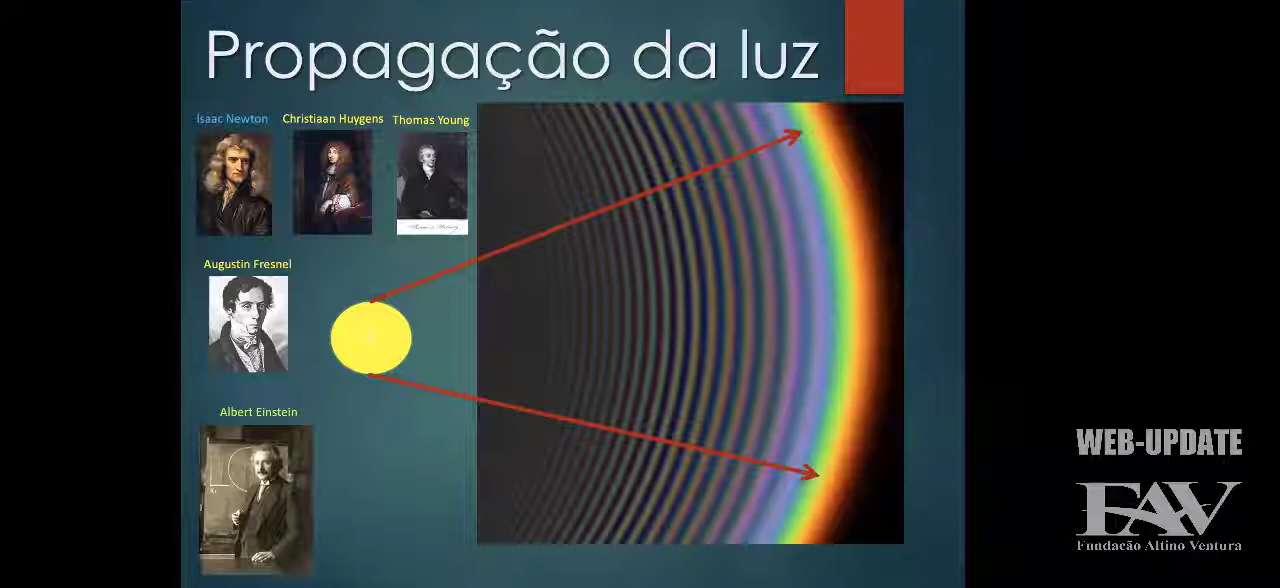 Propagação da luz
Isaac Newton
Christiaan Huygens
Thomas Young
Augustin Fresnel
Albert Einstein
WEB-UPDATE
FAV
Fundação Altino Ventura